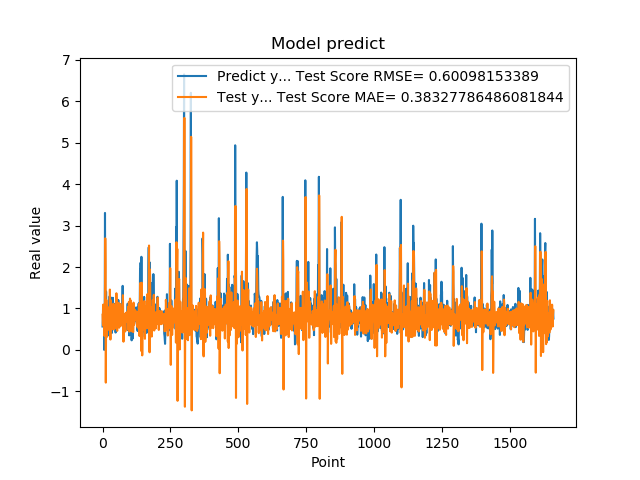 Model predict
Predict y... Test Score RMSE= 0.60098153389
Test y... Test Score MAE= 0.38327786486081844
7
6
5
4
3
2
1
0
−1
Real value
0 250 500 750 1000 1250 1500
Point